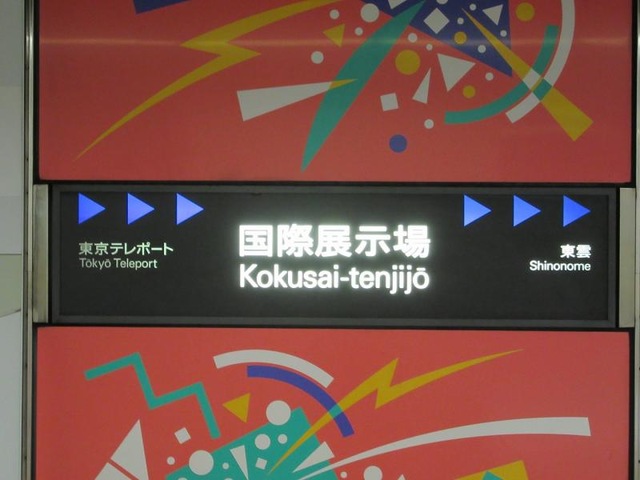 国際展示場
Kokusai-tenjijō
東京テレポート
Tōkyō Teleport
東雲
Shinonome